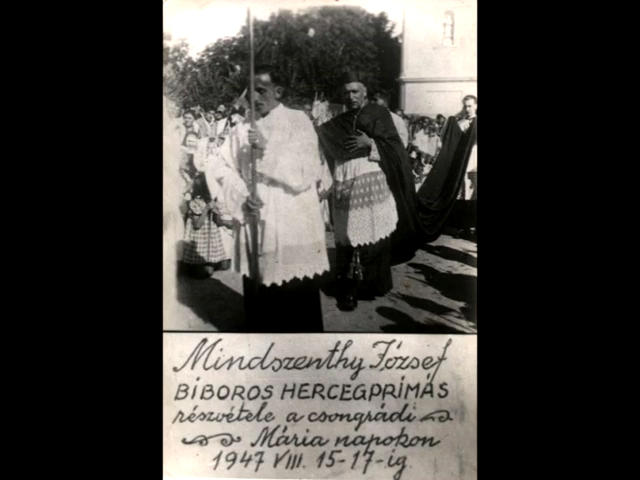 Mindszenthy József
BÍBOROS HERCEGPRÍMÁS
részvétele a csongrádi
Mária napokon
1947 VIII. 15-17-ig